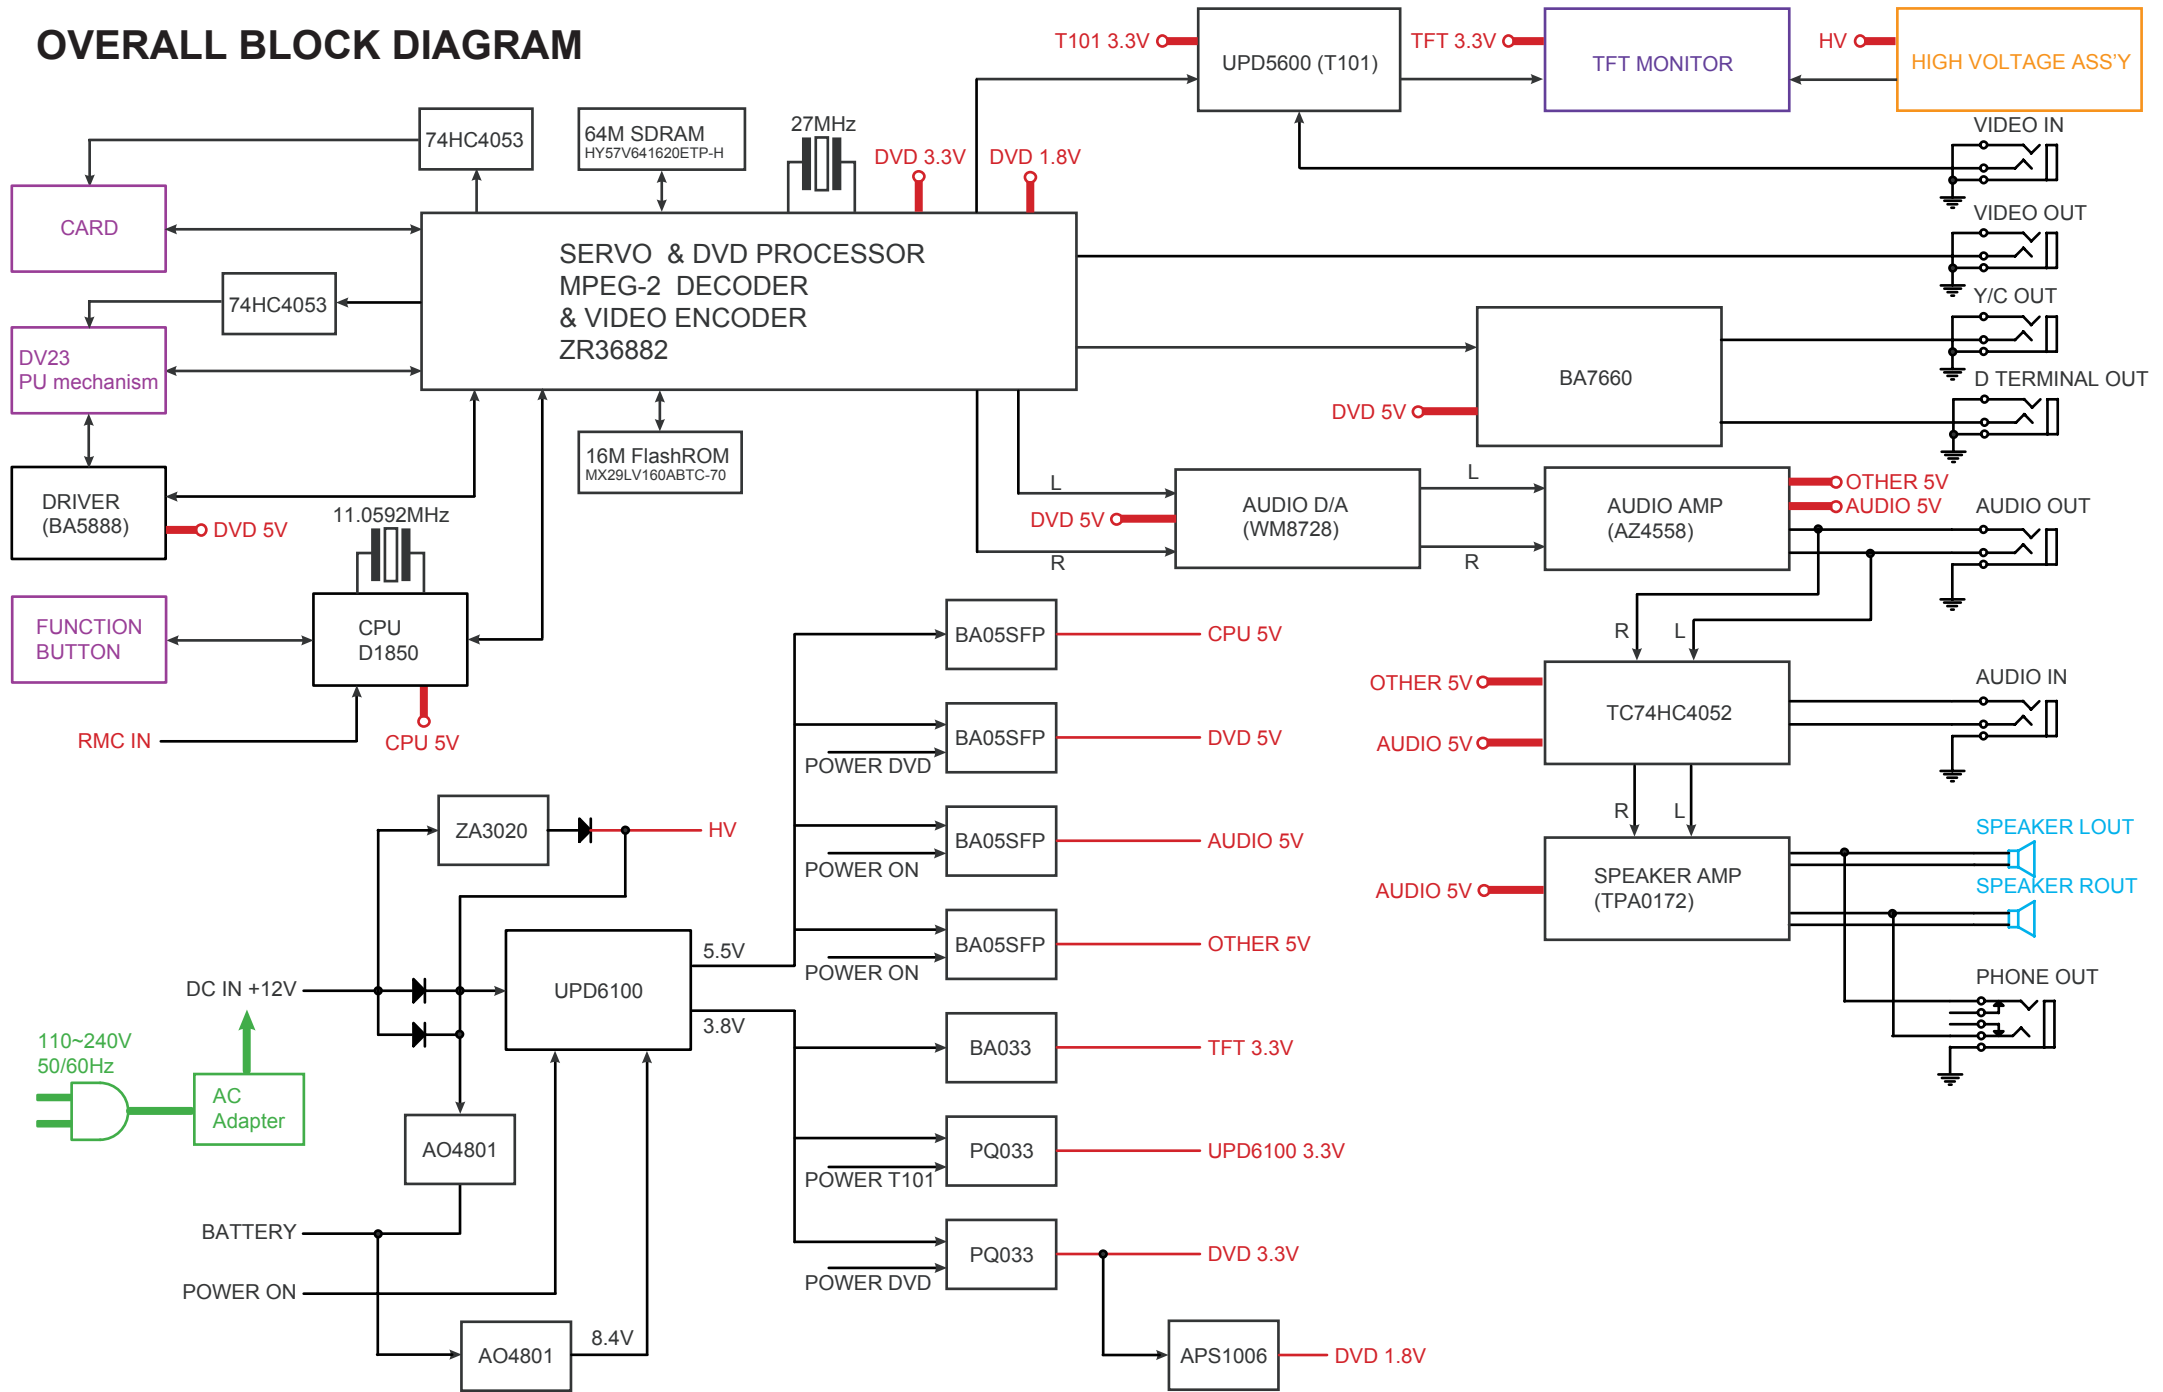 OVERALL BLOCK DIAGRAM
T101 3.3V
UPD5600 (T101)
TFT 3.3V
TFT MONITOR
HV
HIGH VOLTAGE ASS'Y
74HC4053
64M SDRAM
HY57V641620ETP-H
27MHz
DVD 3.3V
DVD 1.8V
VIDEO IN
CARD
SERVO & DVD PROCESSOR
MPEG-2 DECODER
& VIDEO ENCODER
ZR36882
VIDEO OUT
74HC4053
Y/C OUT
DV23
PU mechanism
BA7660
DVD 5V
D TERMINAL OUT
16M FlashROM
MX29LV160ABTC-70
DRIVER
(BA5888)
DVD 5V
11.0592MHz
L
R
DVD 5V
AUDIO D/A
(WM8728)
L
R
AUDIO AMP
(AZ4558)
OTHER 5V
AUDIO 5V
AUDIO OUT
FUNCTION
BUTTON
CPU
D1850
RMC IN
CPU 5V
BA05SFP
CPU 5V
R
L
OTHER 5V
AUDIO 5V
TC74HC4052
AUDIO IN
BA05SFP
DVD 5V
POWER DVD
ZA3020
HV
BA05SFP
AUDIO 5V
POWER ON
R
L
AUDIO 5V
SPEAKER AMP
(TPA0172)
SPEAKER LOUT
SPEAKER ROUT
BA05SFP
OTHER 5V
POWER ON
DC IN +12V
UPD6100
5.5V
3.8V
PHONE OUT
110~240V
50/60Hz
AC
Adapter
BA033
TFT 3.3V
AO4801
PQ033
UPD6100 3.3V
POWER T101
BATTERY
PQ033
DVD 3.3V
POWER DVD
POWER ON
AO4801
8.4V
APS1006
DVD 1.8V